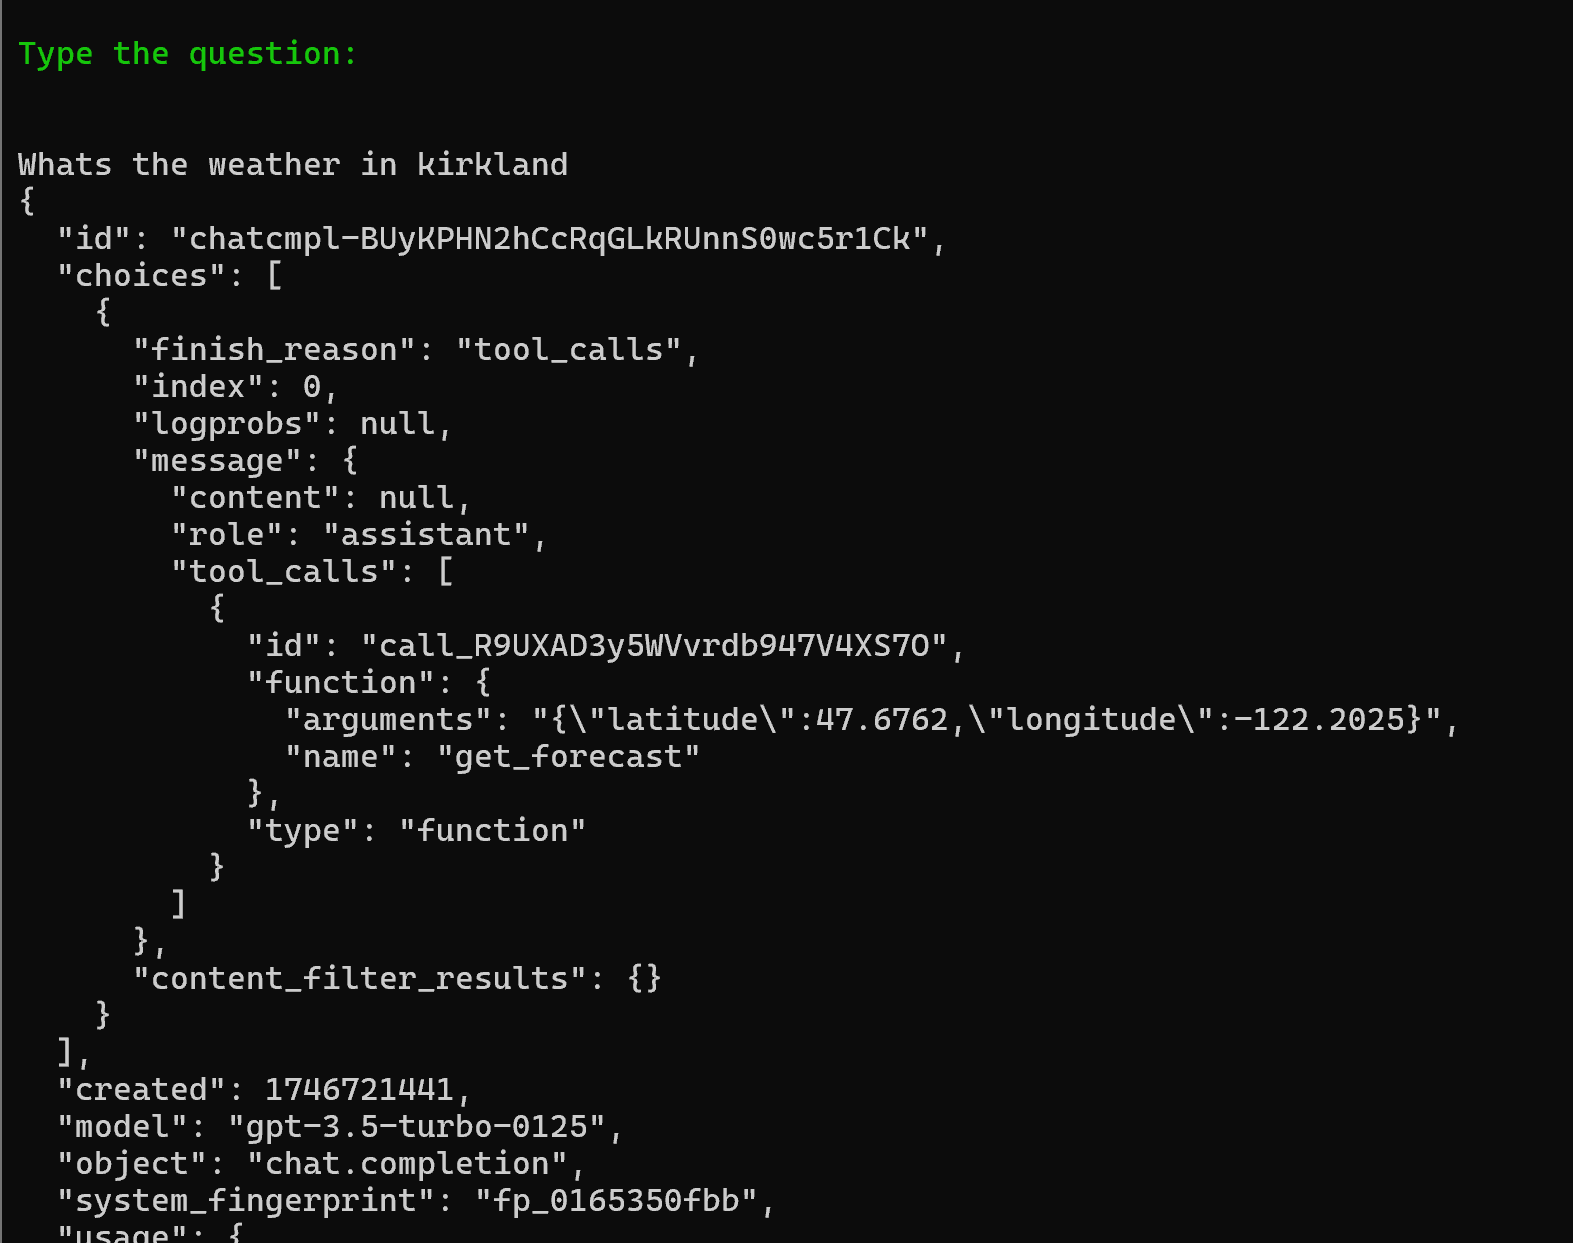 Type the question:
Whats the weather in kirkland
{
  "id": "chatcmpl-BUyKPHN2hCcRqGLkRUnnS0wc5r1Ck",
  "choices": [
    {
      "finish_reason": "tool_calls",
      "index": 0,
      "logprobs": null,
      "message": {
        "content": null,
        "role": "assistant",
        "tool_calls": [
          {
            "id": "call_R9UXAD3y5WVvrdb947V4XS7O",
            "function": {
              "arguments": "{\"latitude\":47.6762,\"longitude\":-122.2025}",
              "name": "get_forecast"
            },
            "type": "function"
          }
        ]
      },
      "content_filter_results": {}
    }
  ],
  "created": 1746721441,
  "model": "gpt-3.5-turbo-0125",
  "object": "chat.completion",
  "system_fingerprint": "fp_0165350fbb",
  "usage": {